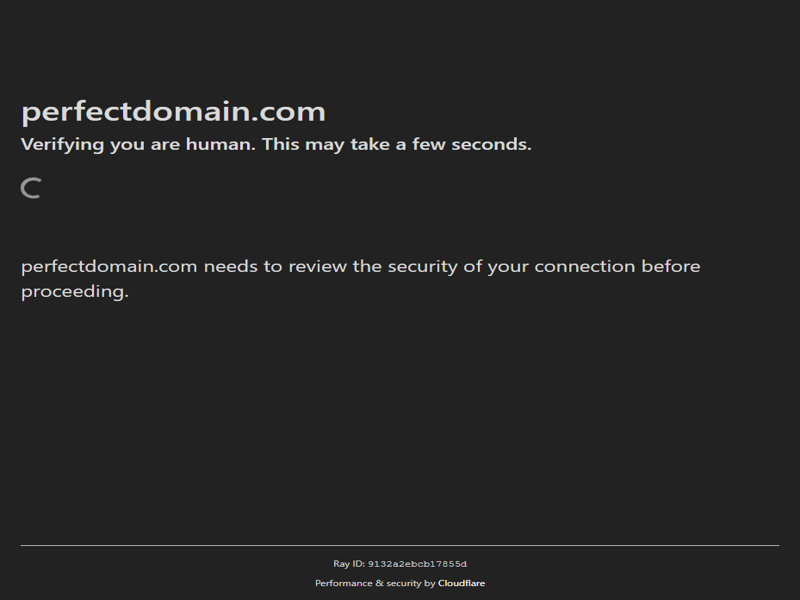 perfectdomain.com
Verifying you are human. This may take a few seconds.
perfectdomain.com needs to review the security of your connection before
proceeding.
Ray ID: 9132a2ebcb17855d
Performance & security by Cloudflare